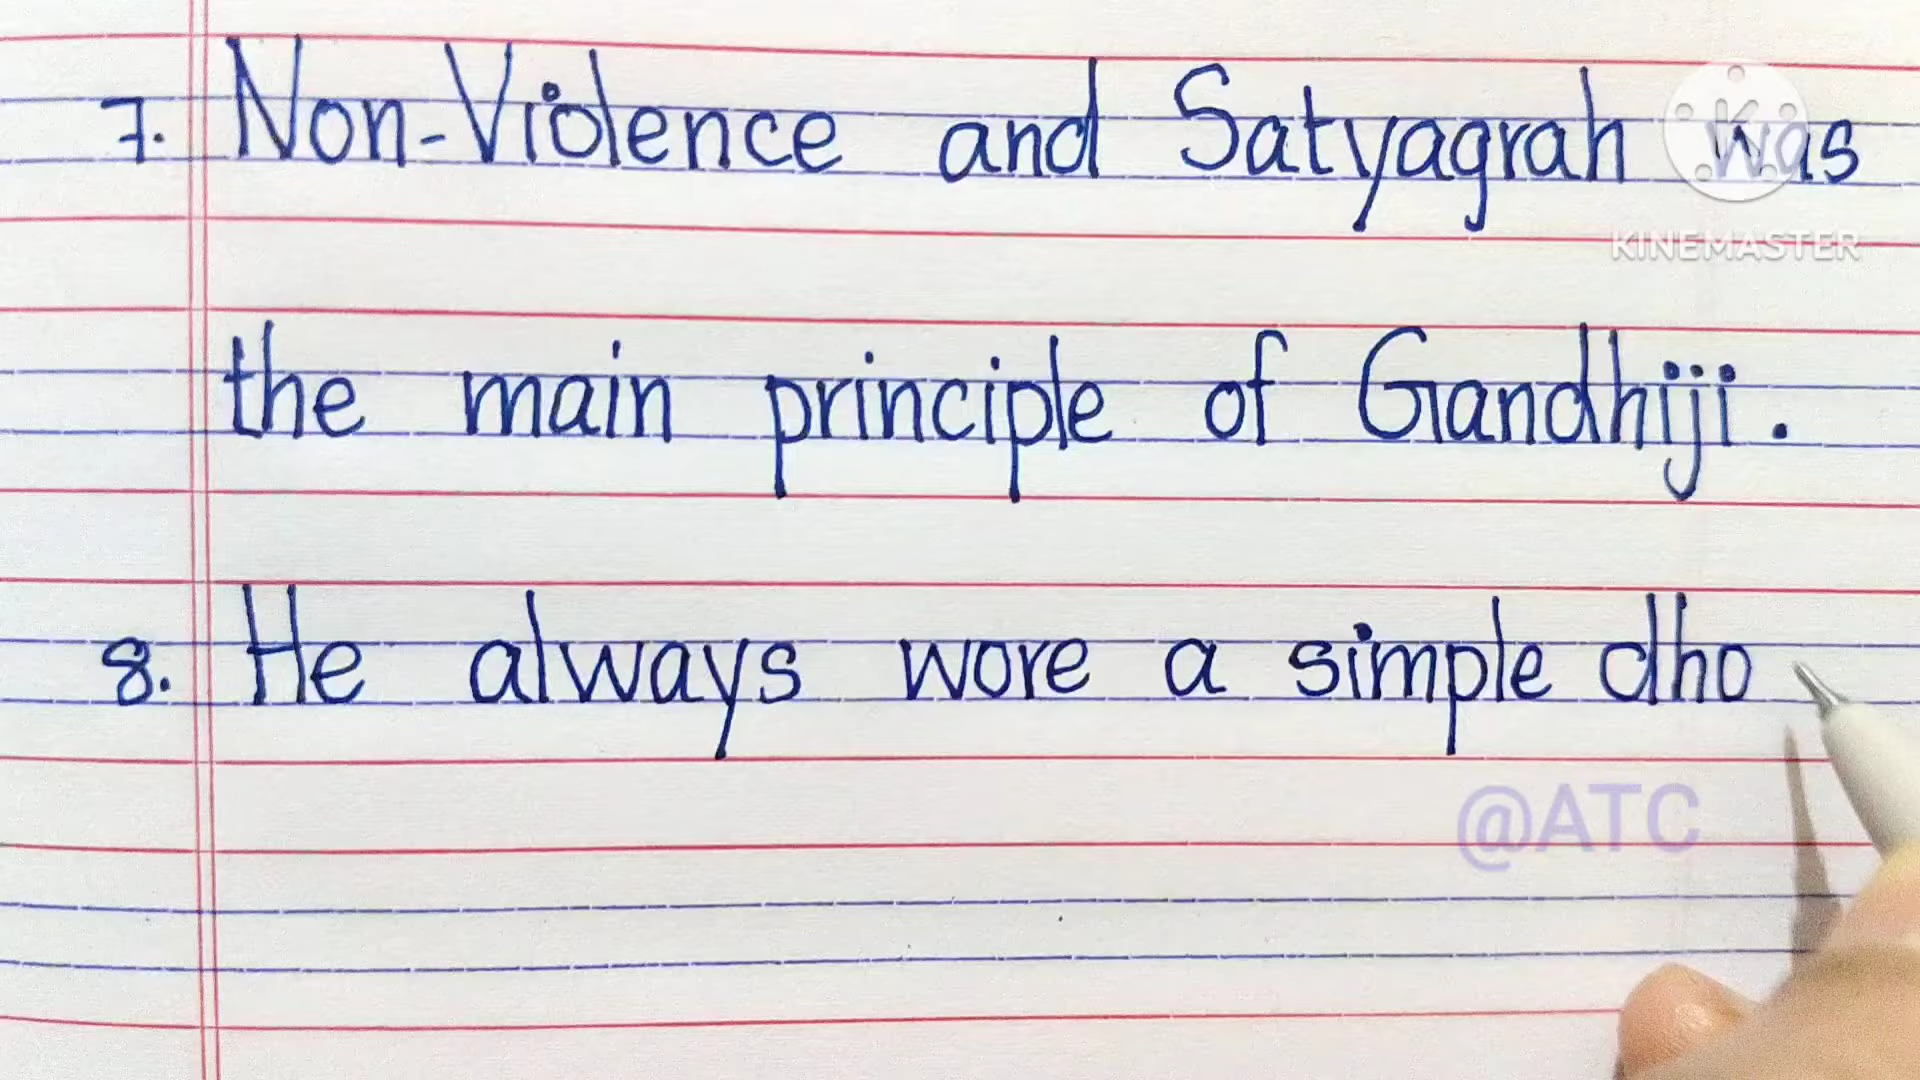 7. Non-Violence and Satyagrah was
KINEMASTER
the main principle of Gandhiji.
8. He always wore a simple dho
@ATC